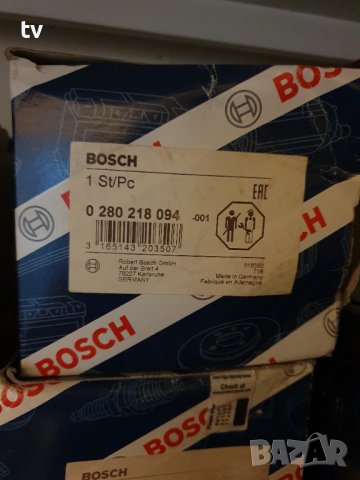 tv
BOSCH
BOSCH
BOSCH
1 St/Pc
0 280 218 094 -001
EAC
3 165143 203507
Robert Bosch GmbH
Auf der Breit 4
76227 Karlsruhe
GERMANY
Made in Germany
Fabriqué en Allemagne
BOSCH
BOSCH
Check at
BAZAR